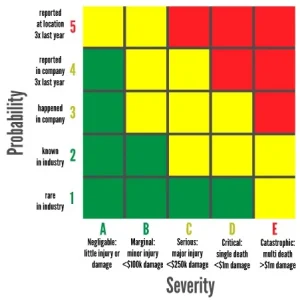 reported
at location
3x last year
5
reported
in company
3x last year
4
happened
in company
3
known
in industry
2
rare
in industry
1
Probability
A
B
C
D
E
Negligible:
little injury or
damage
Marginal:
minor injury
<$100k damage
Serious:
major injury
<$250k damage
Critical:
single death
<$1m damage
Catastrophic:
multi death
>$1m damage
Severity